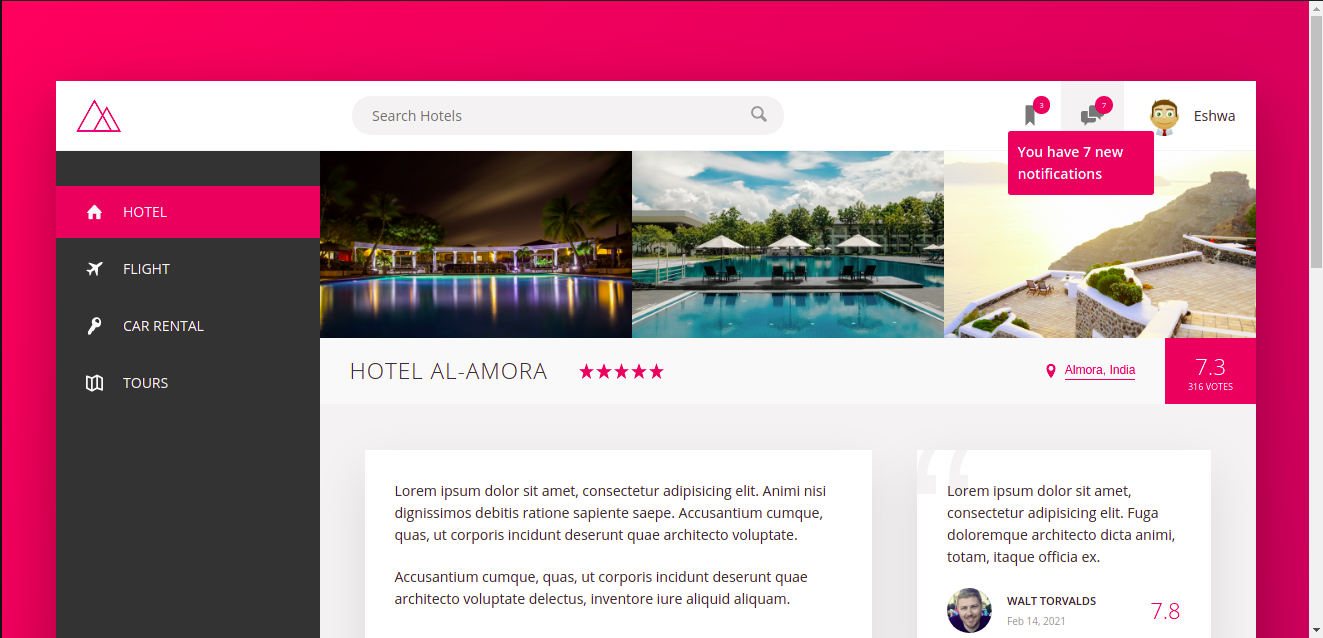 Search Hotels
3
7
Eshwa
You have 7 new
notifications
HOTEL
FLIGHT
CAR RENTAL
TOURS
HOTEL AL-AMORA
Almora, India
7.3
316 VOTES
Lorem ipsum dolor sit amet, consectetur adipisicing elit. Animi nisi
dignissimos debitis ratione sapiente saepe. Accusantium cumque,
quas, ut corporis incidunt deserunt quae architecto voluptate.
Accusantium cumque, quas, ut corporis incidunt deserunt quae
architecto voluptate delectus, inventore iure aliquid aliquam.
“
Lorem ipsum dolor sit amet,
consectetur adipisicing elit. Fuga
doloremque architecto dicta animi,
totam, itaque officia ex.
WALT TORVALDS
Feb 14, 2021
7.8